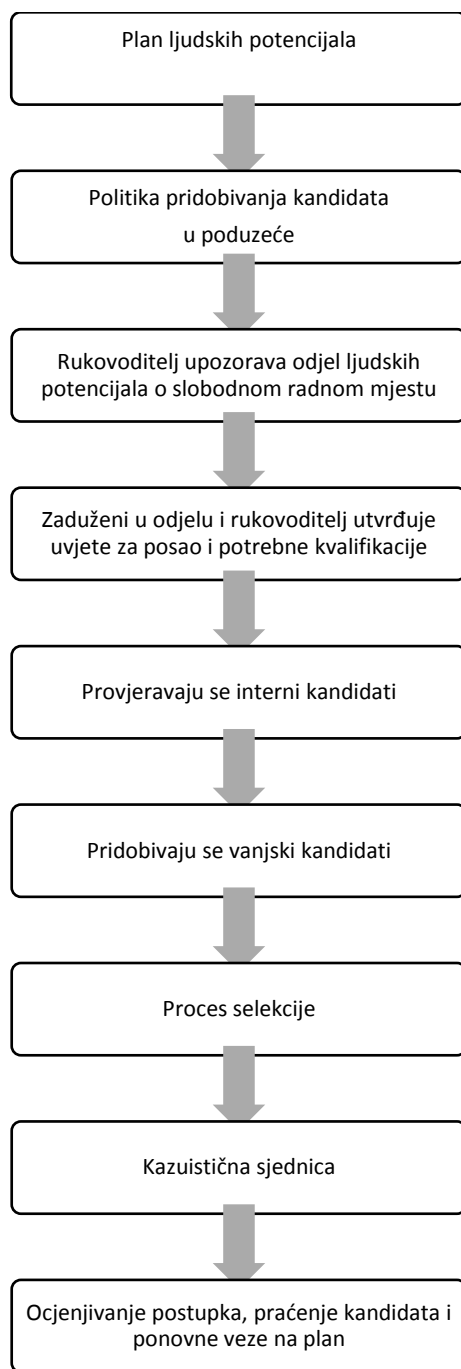 Plan ljudskih potencijala
Politika pridobivanja kandidata
u poduzeće
Rukovoditelj upozorava odjel ljudskih
potencijala o slobodnom radnom mjestu
Zaduženi u odjelu i rukovoditelj utvrđuje
uvjete za posao i potrebne kvalifikacije
Provjeravaju se interni kandidati
Pridobivaju se vanjski kandidati
Proces selekcije
Kazuistična sjednica
Ocjenjivanje postupka, praćenje kandidata i
ponovne veze na plan